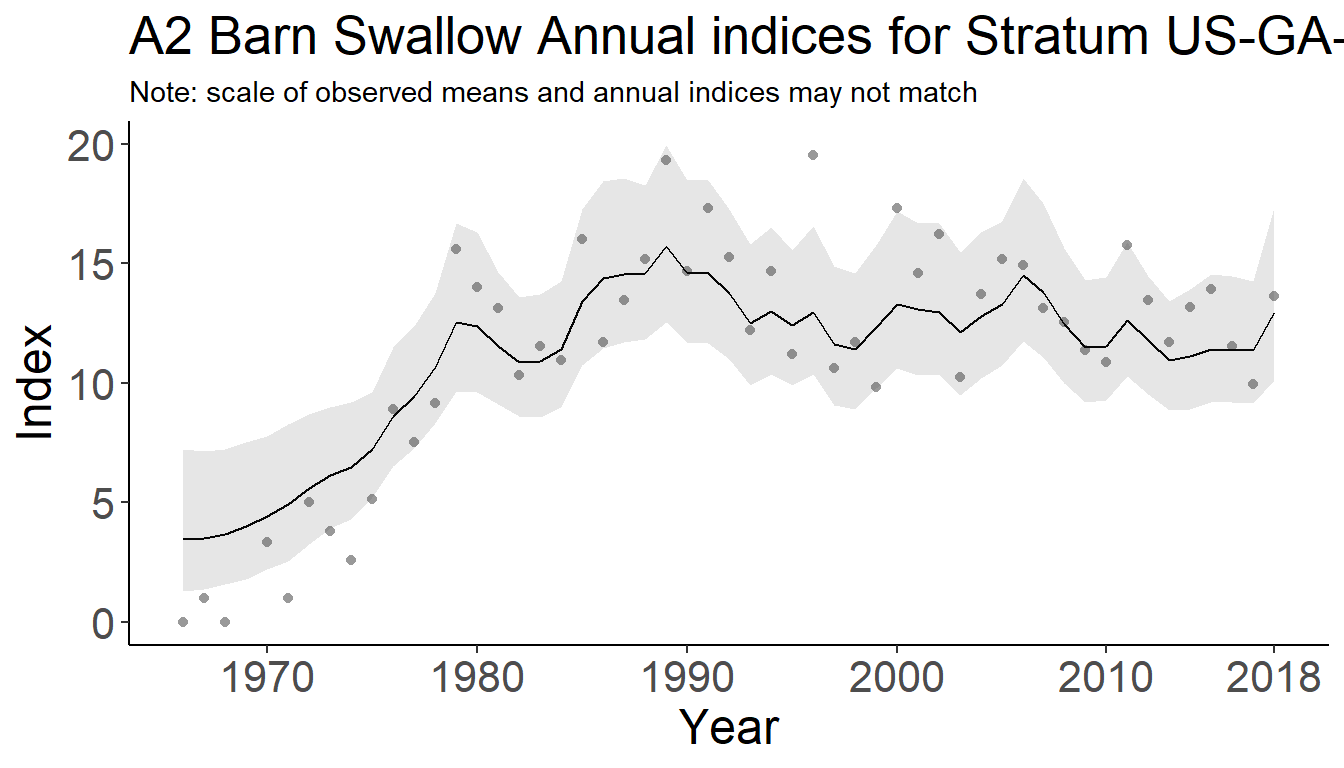 A2 Barn Swallow Annual indices for Stratum US-GA-
Note: scale of observed means and annual indices may not match
20
15
10
5
0
Index
1970 1980 1990 2000 2010 2018
Year